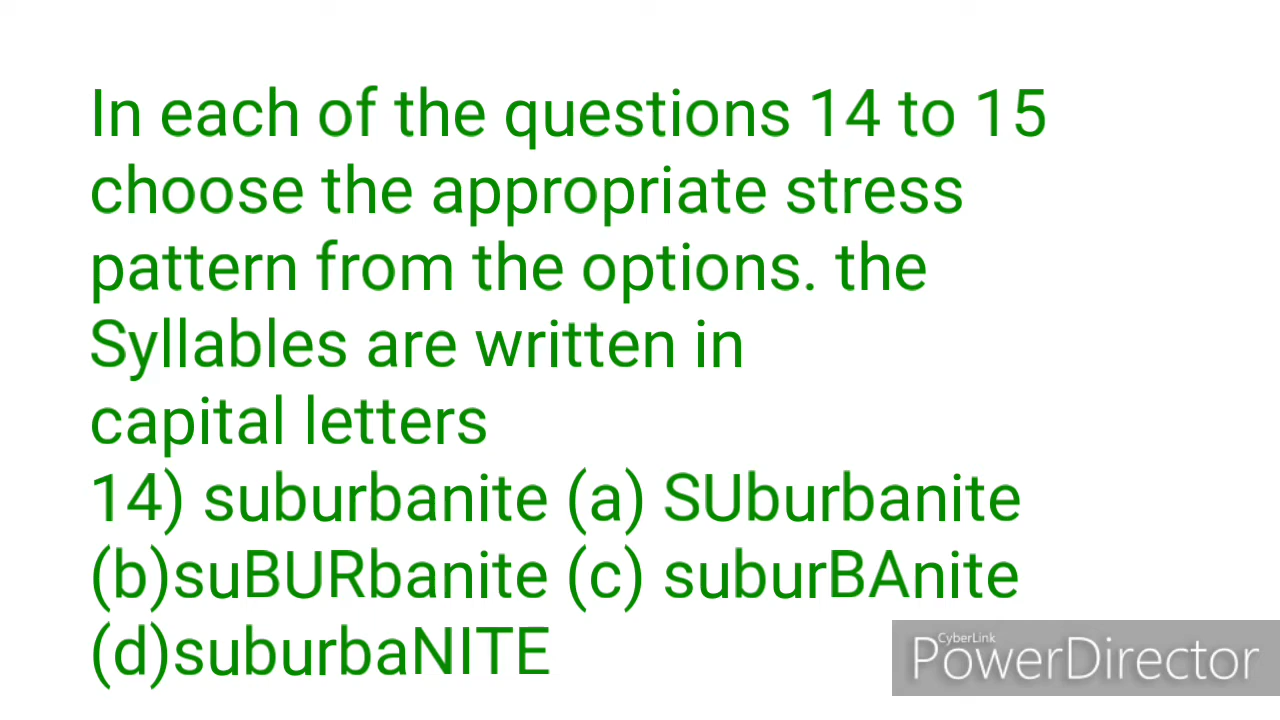 In each of the questions 14 to 15
choose the appropriate stress
pattern from the options. the
Syllables are written in
capital letters
14) suburbanite (a) SUburbanite
(b)suBURbanite (c) suburBAnite
(d)suburbaNITE
CyberLink
PowerDirector